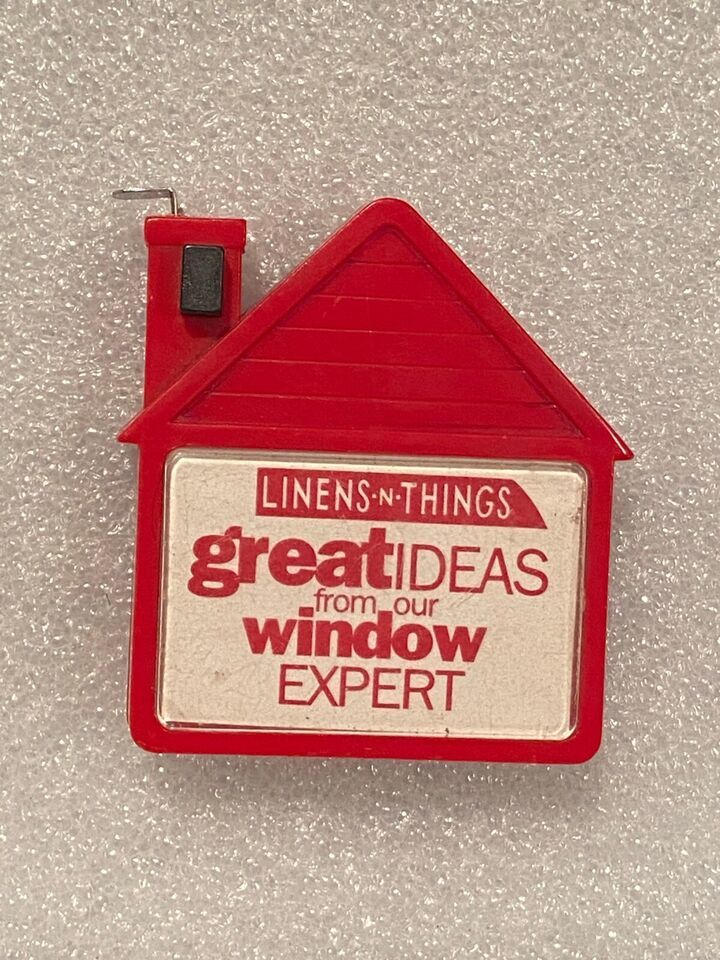 LINENS-N-THINGS
greatIDEAS
from our
window
EXPERT